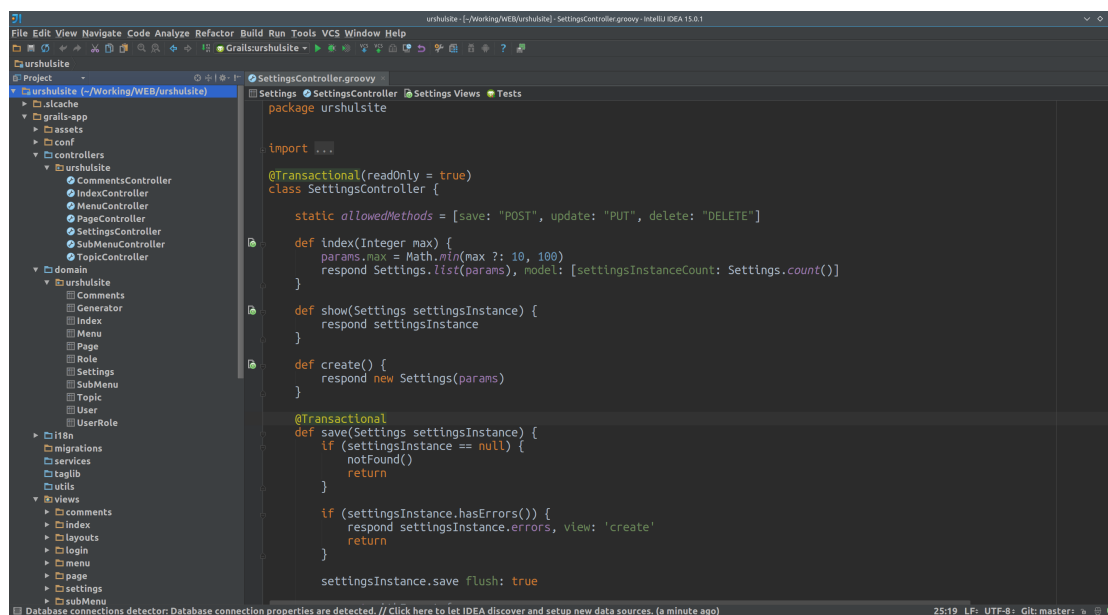 urshulsite - [~/Working/WEB/urshulsite] - SettingsController.groovy - IntelliJ IDEA 15.0.1
File Edit View Navigate Code Analyze Refactor Build Run Tools VCS Window Help
Grails:urshulsite
urshulsite
Project
SettingsController.groovy
urshulsite (~/Working/WEB/urshulsite)
.slcache
grails-app
assets
conf
controllers
urshulsite
CommentsController
IndexController
MenuController
PageController
SettingsController
SubMenuController
TopicController
domain
urshulsite
Comments
Generator
Index
Menu
Page
Role
Settings
SubMenu
Topic
User
UserRole
i18n
migrations
services
taglib
utils
views
comments
index
layouts
login
menu
page
settings
subMenu
Settings SettingsController Settings Views Tests
package urshulsite
import ...
@Transactional(readOnly = true)
class SettingsController {
static allowedMethods = [save: "POST", update: "PUT", delete: "DELETE"]
def index(Integer max) {
params.max = Math.min(max ?: 10, 100)
respond Settings.list(params), model: [settingsInstanceCount: Settings.count()]
}
def show(Settings settingsInstance) {
respond settingsInstance
}
def create() {
respond new Settings(params)
}
@Transactional
def save(Settings settingsInstance) {
if (settingsInstance == null) {
notFound()
return
}
if (settingsInstance.hasErrors()) {
respond settingsInstance.errors, view: 'create'
return
}
settingsInstance.save flush: true
Database connections detector: Database connection properties are detected. // Click here to let IDEA discover and setup new data sources. (a minute ago)
25:19 LF: UTF-8: Git: master: